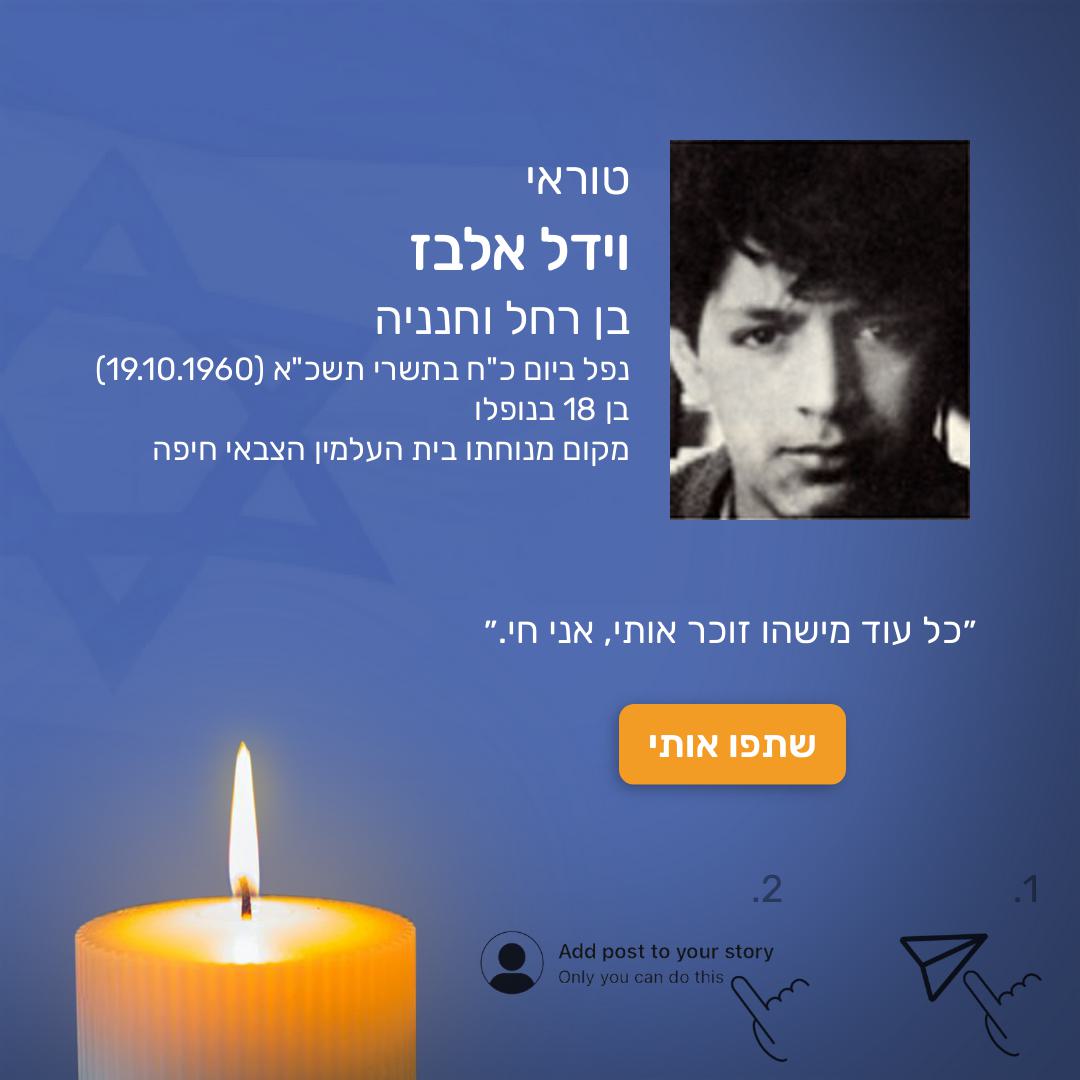 טוראי
וידל אלבז
בן רחל וחנניה
נפל ביום כ"ח בתשרי תשכ"א (19.10.1960)
בן 18 בנופלו
מקום מנוחתו בית העלמין הצבאי חיפה
״כל עוד מישהו זוכר אותי, אני חי.״
שתפו אותי
1.
2.
Add post to your story
Only you can do this